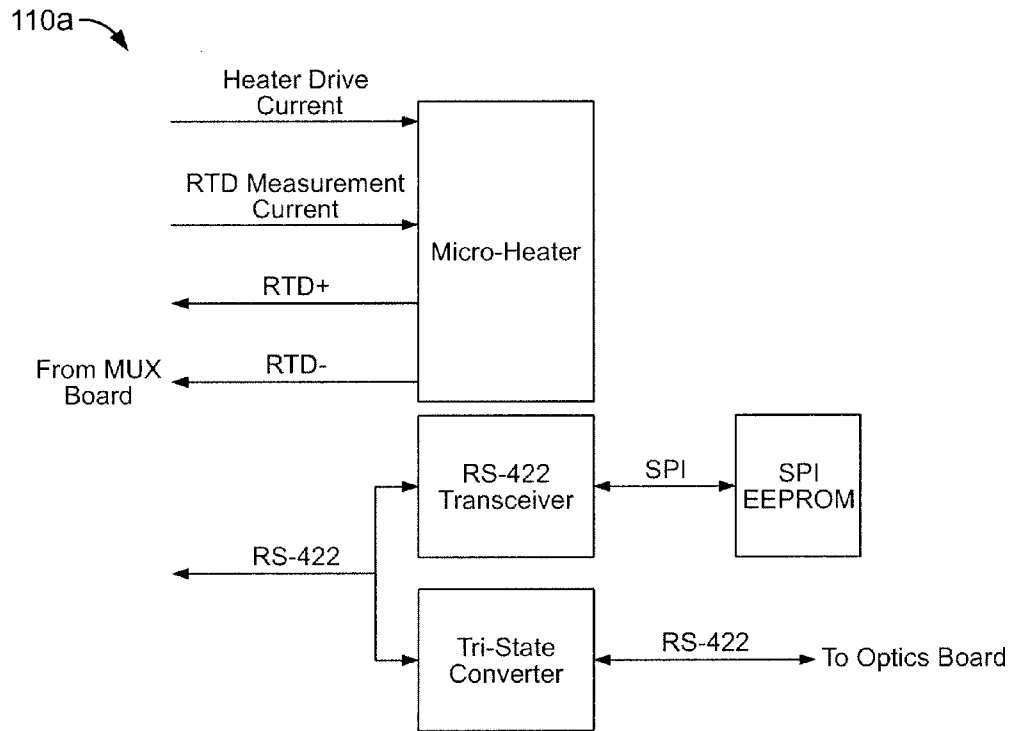 110a
Heater Drive
Current
RTD Measurement
Current
Micro-Heater
RTD+
From MUX
Board
RTD-
RS-422
Transceiver
SPI
SPI
EEPROM
RS-422
Tri-State
Converter
RS-422
To Optics Board